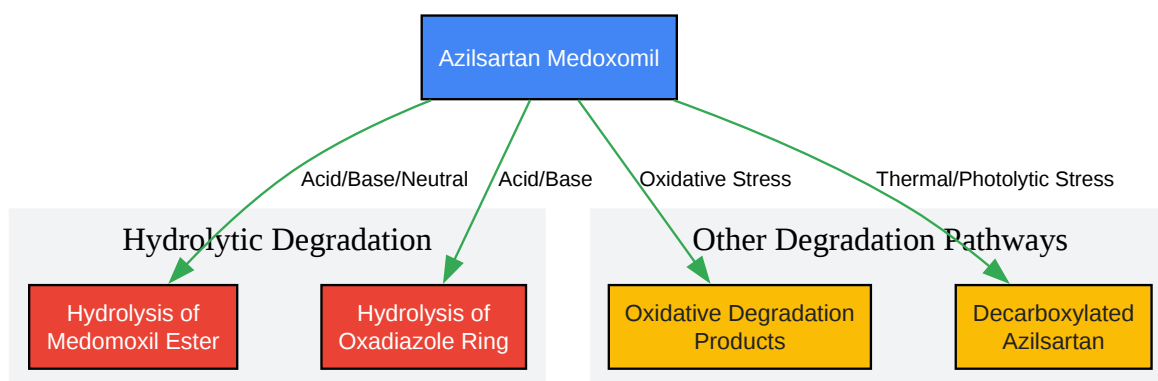 Azilsartan Medoxomil
Acid/Base/Neutral
Acid/Base
Oxidative Stress
Thermal/Photolytic Stress
Hydrolytic Degradation
Other Degradation Pathways
Hydrolysis of
Medomoxil Ester
Hydrolysis of
Oxadiazole Ring
Oxidative Degradation
Products
Decarboxylated
Azilsartan